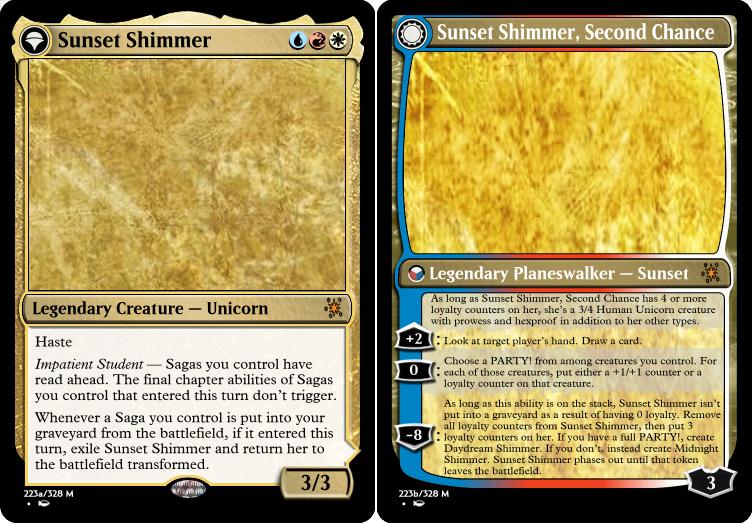 Sunset Shimmer
Legendary Creature — Unicorn
Haste
Impatient Student — Sagas you control have
read ahead. The final chapter abilities of Sagas
you control that entered this turn don't trigger.
Whenever a Saga you control is put into your
graveyard from the battlefield, if it entered this
turn, exile Sunset Shimmer and return her to
the battlefield transformed.
3/3
223a/328 M
Sunset Shimmer, Second Chance
Legendary Planeswalker — Sunset
As long as Sunset Shimmer, Second Chance has 4 or more
loyalty counters on her, she's a 3/4 Human Unicorn creature
with prowess and hexproof in addition to her other types.
+2: Look at target player's hand. Draw a card.
0: Choose a PARTY! from among creatures you control. For
each of those creatures, put either a +1/+1 counter or a
loyalty counter on that creature.
As long as this ability is on the stack, Sunset Shimmer isn't
put into a graveyard as a result of having 0 loyalty. Remove
all loyalty counters from Sunset Shimmer, then put 3
-8: loyalty counters on her. If you have a full PARTY!, create
Daydream Shimmer. If you don't, instead create Midnight
Shimmer. Sunset Shimmer phases out until that token
leaves the battlefield.
3
223b/328 M